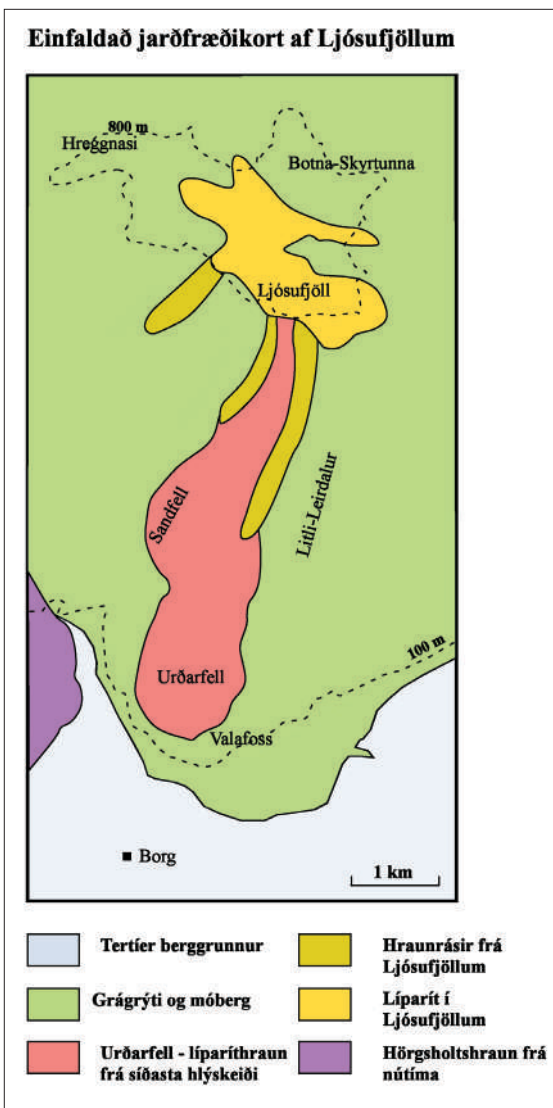 Einfaldað jarðfræðikort af Ljósufjöllum
800 m
Hreggnasi
Botna-Skyrtunna
Ljósufjöll
Sandfell
Litli-Leirdalur
100 m
Urðarfell
Valafoss
Borg
1 km
Tertíer berggrunnur
Grágrýti og móberg
Urðarfell - líparíthraun
frá síðasta hlýskeiði
Hraunrásir frá
Ljósufjöllum
Líparít í
Ljósufjöllum
Hörgsholtshraun frá
nútíma